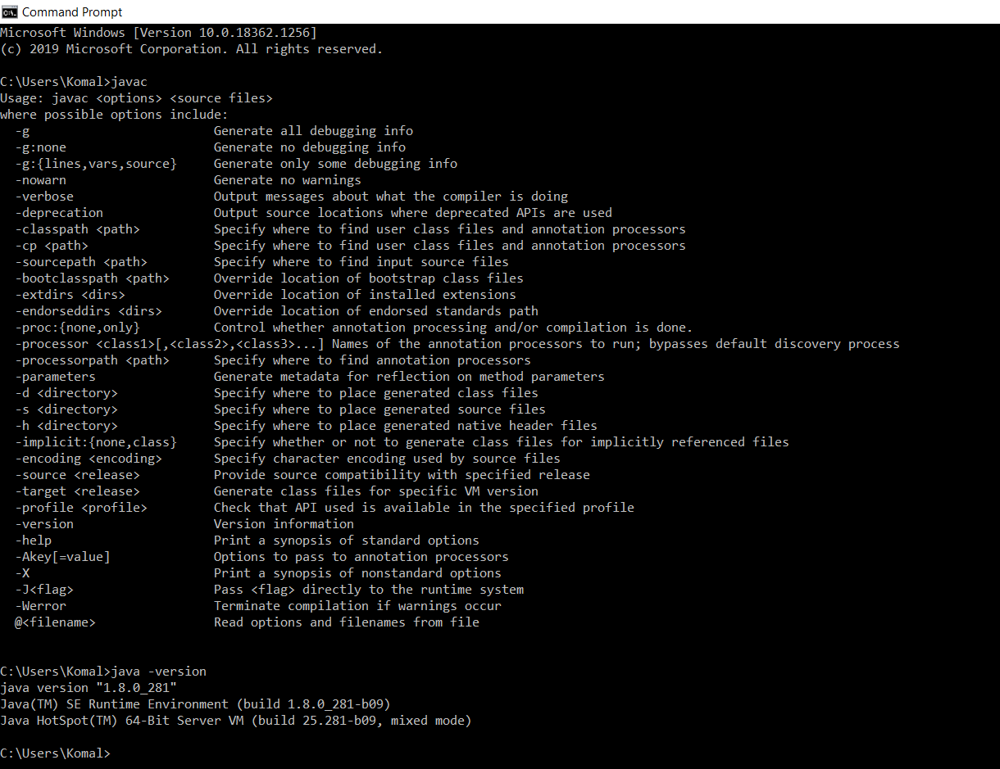 Command Prompt
Microsoft Windows [Version 10.0.18362.1256]
(c) 2019 Microsoft Corporation. All rights reserved.
C:\Users\Komal>javac
Usage: javac <options> <source files>
where possible options include:
  -g                         Generate all debugging info
  -g:none                    Generate no debugging info
  -g:{lines,vars,source}     Generate only some debugging info
  -nowarn                    Generate no warnings
  -verbose                   Output messages about what the compiler is doing
  -deprecation               Output source locations where deprecated APIs are used
  -classpath <path>          Specify where to find user class files and annotation processors
  -cp <path>                 Specify where to find user class files and annotation processors
  -sourcepath <path>         Specify where to find input source files
  -bootclasspath <path>      Override location of bootstrap class files
  -extdirs <dirs>            Override location of installed extensions
  -endorseddirs <dirs>       Override location of endorsed standards path
  -proc:{none,only}          Control whether annotation processing and/or compilation is done.
  -processor <class1>[,<class2>,<class3>...] Names of the annotation processors to run; bypasses default discovery process
  -processorpath <path>      Specify where to find annotation processors
  -parameters                Generate metadata for reflection on method parameters
  -d <directory>             Specify where to place generated class files
  -s <directory>             Specify where to place generated source files
  -h <directory>             Specify where to place generated native header files
  -implicit:{none,class}     Specify whether or not to generate class files for implicitly referenced files
  -encoding <encoding>       Specify character encoding used by source files
  -source <release>          Provide source compatibility with specified release
  -target <release>          Generate class files for specific VM version
  -profile <profile>         Check that API used is available in the specified profile
  -version                   Version information
  -help                      Print a synopsis of standard options
  -Akey[=value]              Options to pass to annotation processors
  -X                         Print a synopsis of nonstandard options
  -J<flag>                   Pass <flag> directly to the runtime system
  -Werror                    Terminate compilation if warnings occur
  @<filename>                Read options and filenames from file
C:\Users\Komal>java -version
java version "1.8.0_281"
Java(TM) SE Runtime Environment (build 1.8.0_281-b09)
Java HotSpot(TM) 64-Bit Server VM (build 25.281-b09, mixed mode)
C:\Users\Komal>